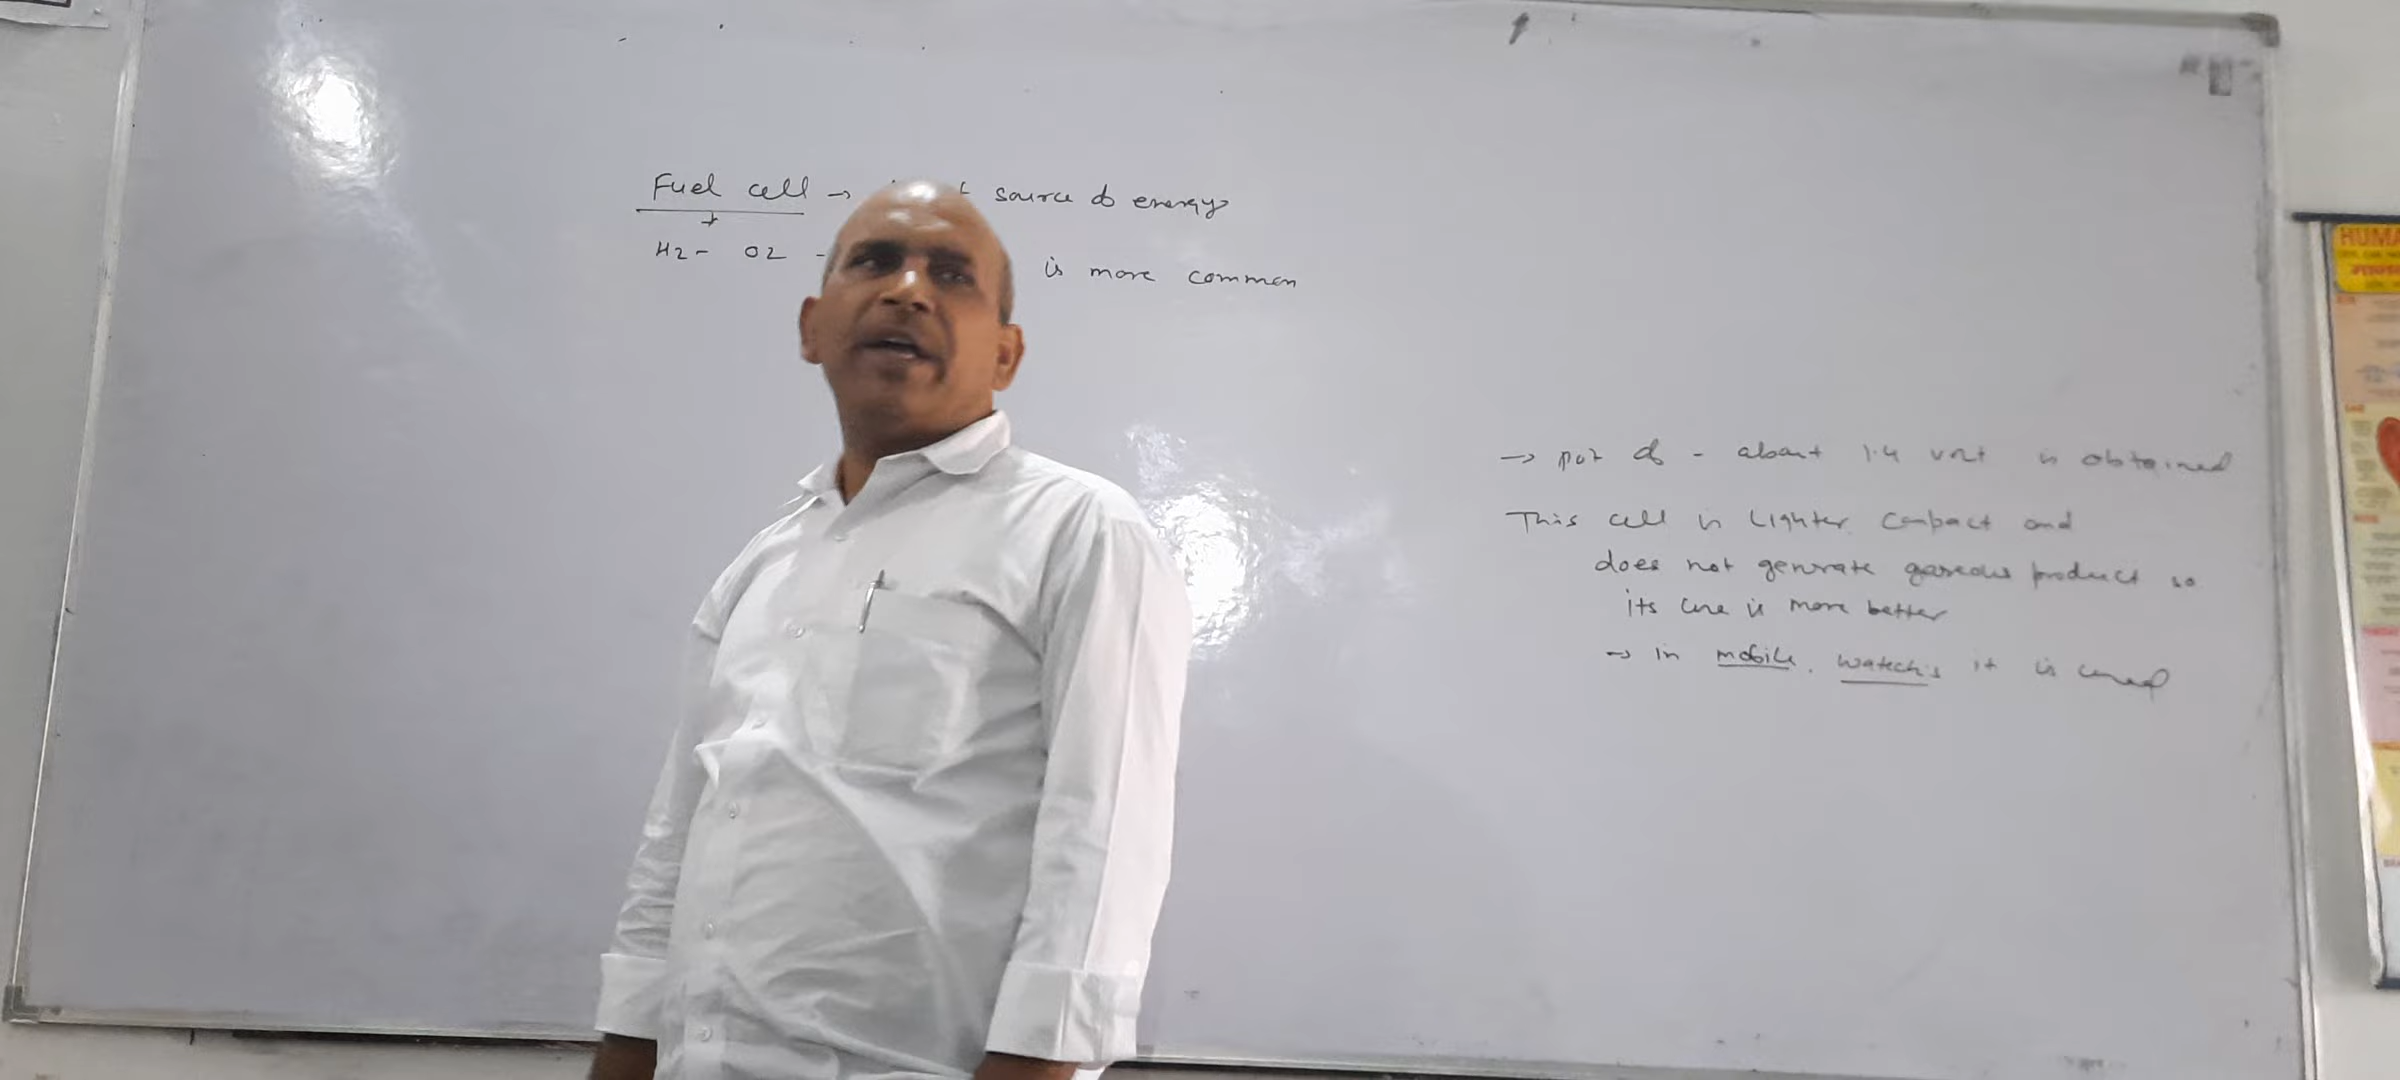 Fuel cell → source of energy
H2 - O2 - is more common
→ pot of - about 1.4 volt is obtained
This cell is Lighter, Compact and
does not generate gaseous product so
its use is more better
→ in mobile, watech's it is used
HUMA